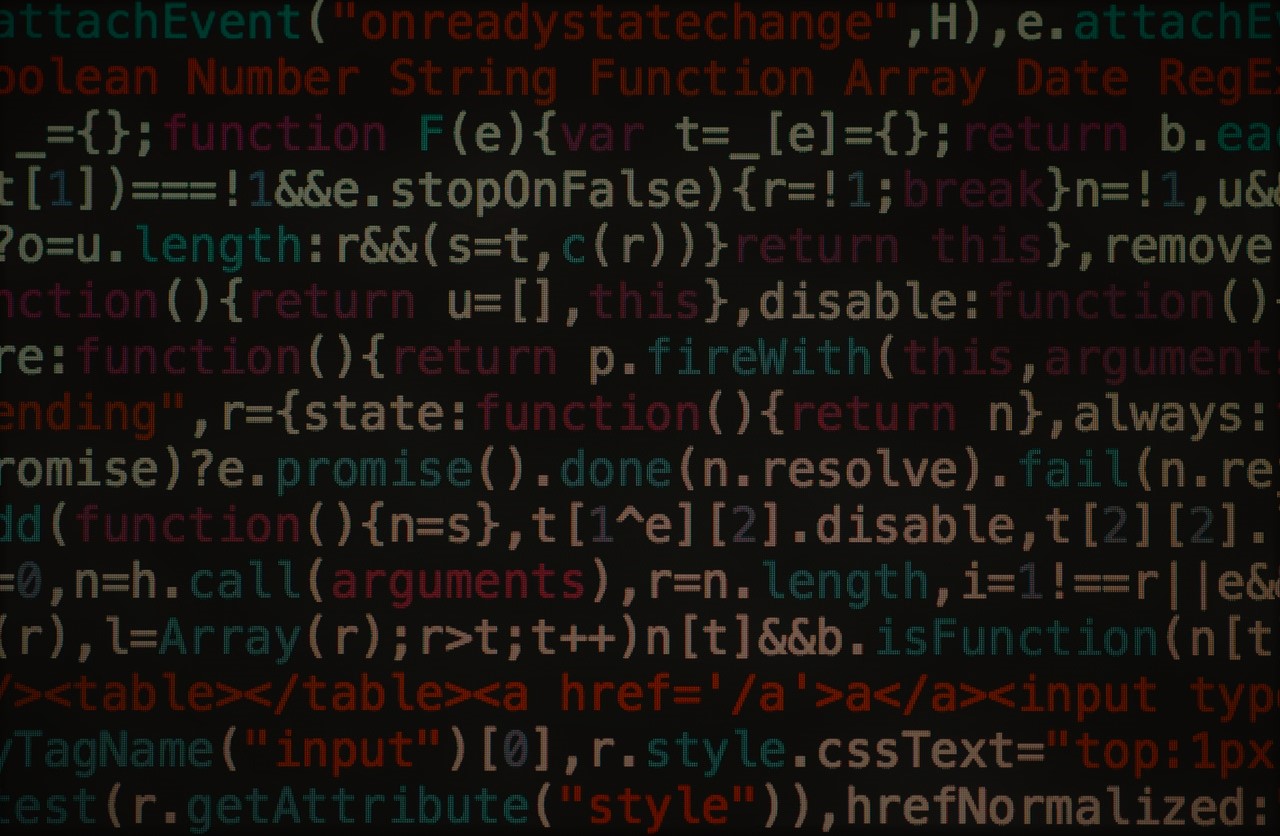 attachEvent("onreadystatechange",H),e.attachE
oolean Number String Function Array Date RegEx
_={};function F(e){var t=_[e]={};return b.ea
t[1])===!1&&e.stopOnFalse){r=!1;break}n=!1,u&&
?o=u.length:r&&(s=t,c(r))}return this},remove
nction(){return u=[],this},disable:function()
re:function(){return p.fireWith(this,argument
ending",r={state:function(){return n},always:
romise)?e.promise().done(n.resolve).fail(n.re
dd(function(){n=s},t[1^e][2].disable,t[2][2].
=0,n=h.call(arguments),r=n.length,i=1!==r||e&
(r),l=Array(r);r>t;t++)n[t]&&b.isFunction(n[t
/><table></table><a href='/a'>a</a><input typ
yTagName("input")[0],r.style.cssText="top:1px
test(r.getAttribute("style")),hrefNormalized: